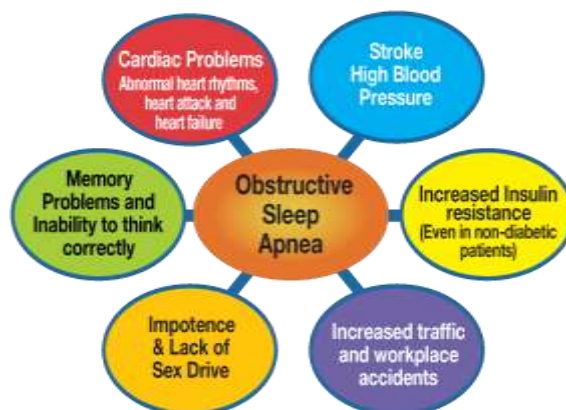 Cardiac Problems
Abnormal heart rhythms,
heart attack and
heart failure
Stroke
High Blood
Pressure
Memory
Problems and
Inability to think
correctly
Obstructive
Sleep
Apnea
Increased Insulin
resistance
(Even in non-diabetic
patients)
Impotence
& Lack of
Sex Drive
Increased traffic
and workplace
accidents